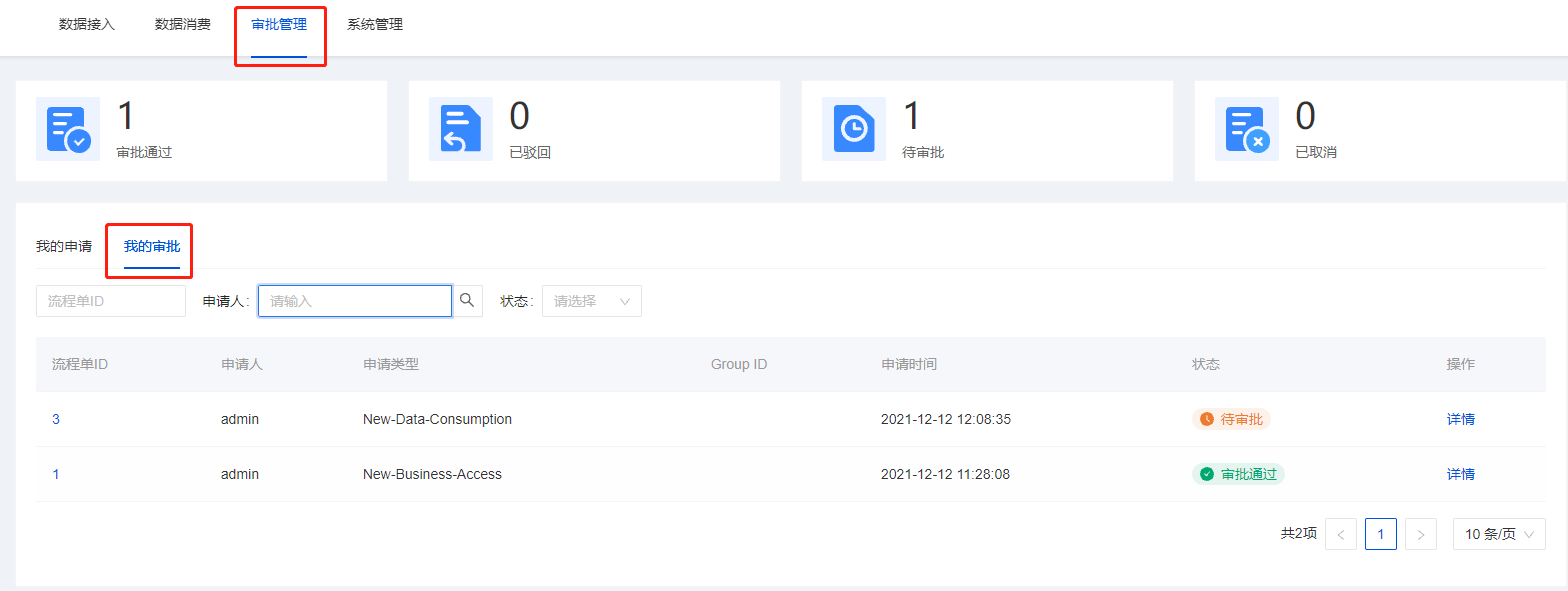 数据接入 数据消费 审批管理 系统管理
1 0 1 0
审批通过 已驳回 待审批 已取消
我的申请 我的审批
流程单ID 申请人: 请输入 状态: 请选择
流程单ID 申请人 申请类型 Group ID 申请时间 状态 操作
3 admin New-Data-Consumption 2021-12-12 12:08:35 待审批 详情
1 admin New-Business-Access 2021-12-12 11:28:08 审批通过 详情
共2项 < 1 > 10 条/页